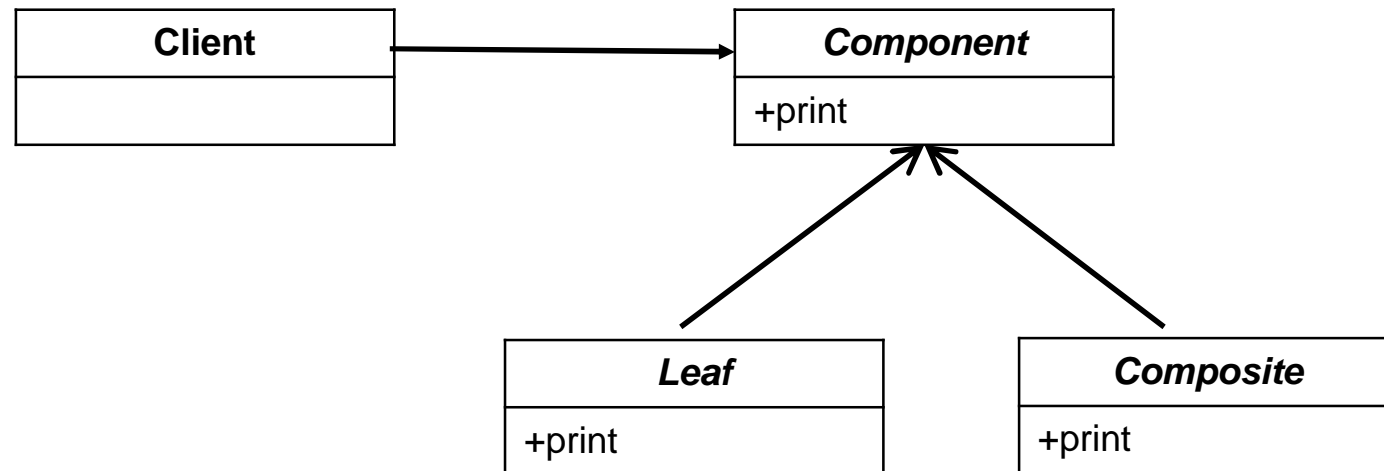 Client
Component
+print
Leaf
+print
Composite
+print